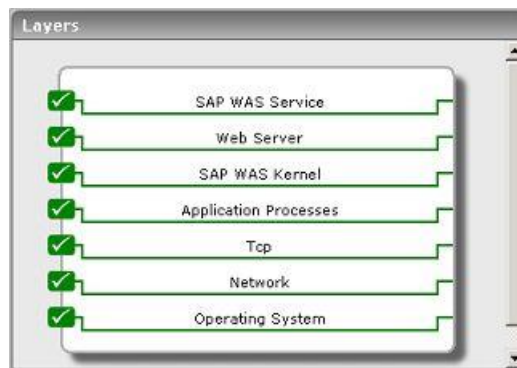 Layers
SAP WAS Service
Web Server
SAP WAS Kernel
Application Processes
Tcp
Network
Operating System